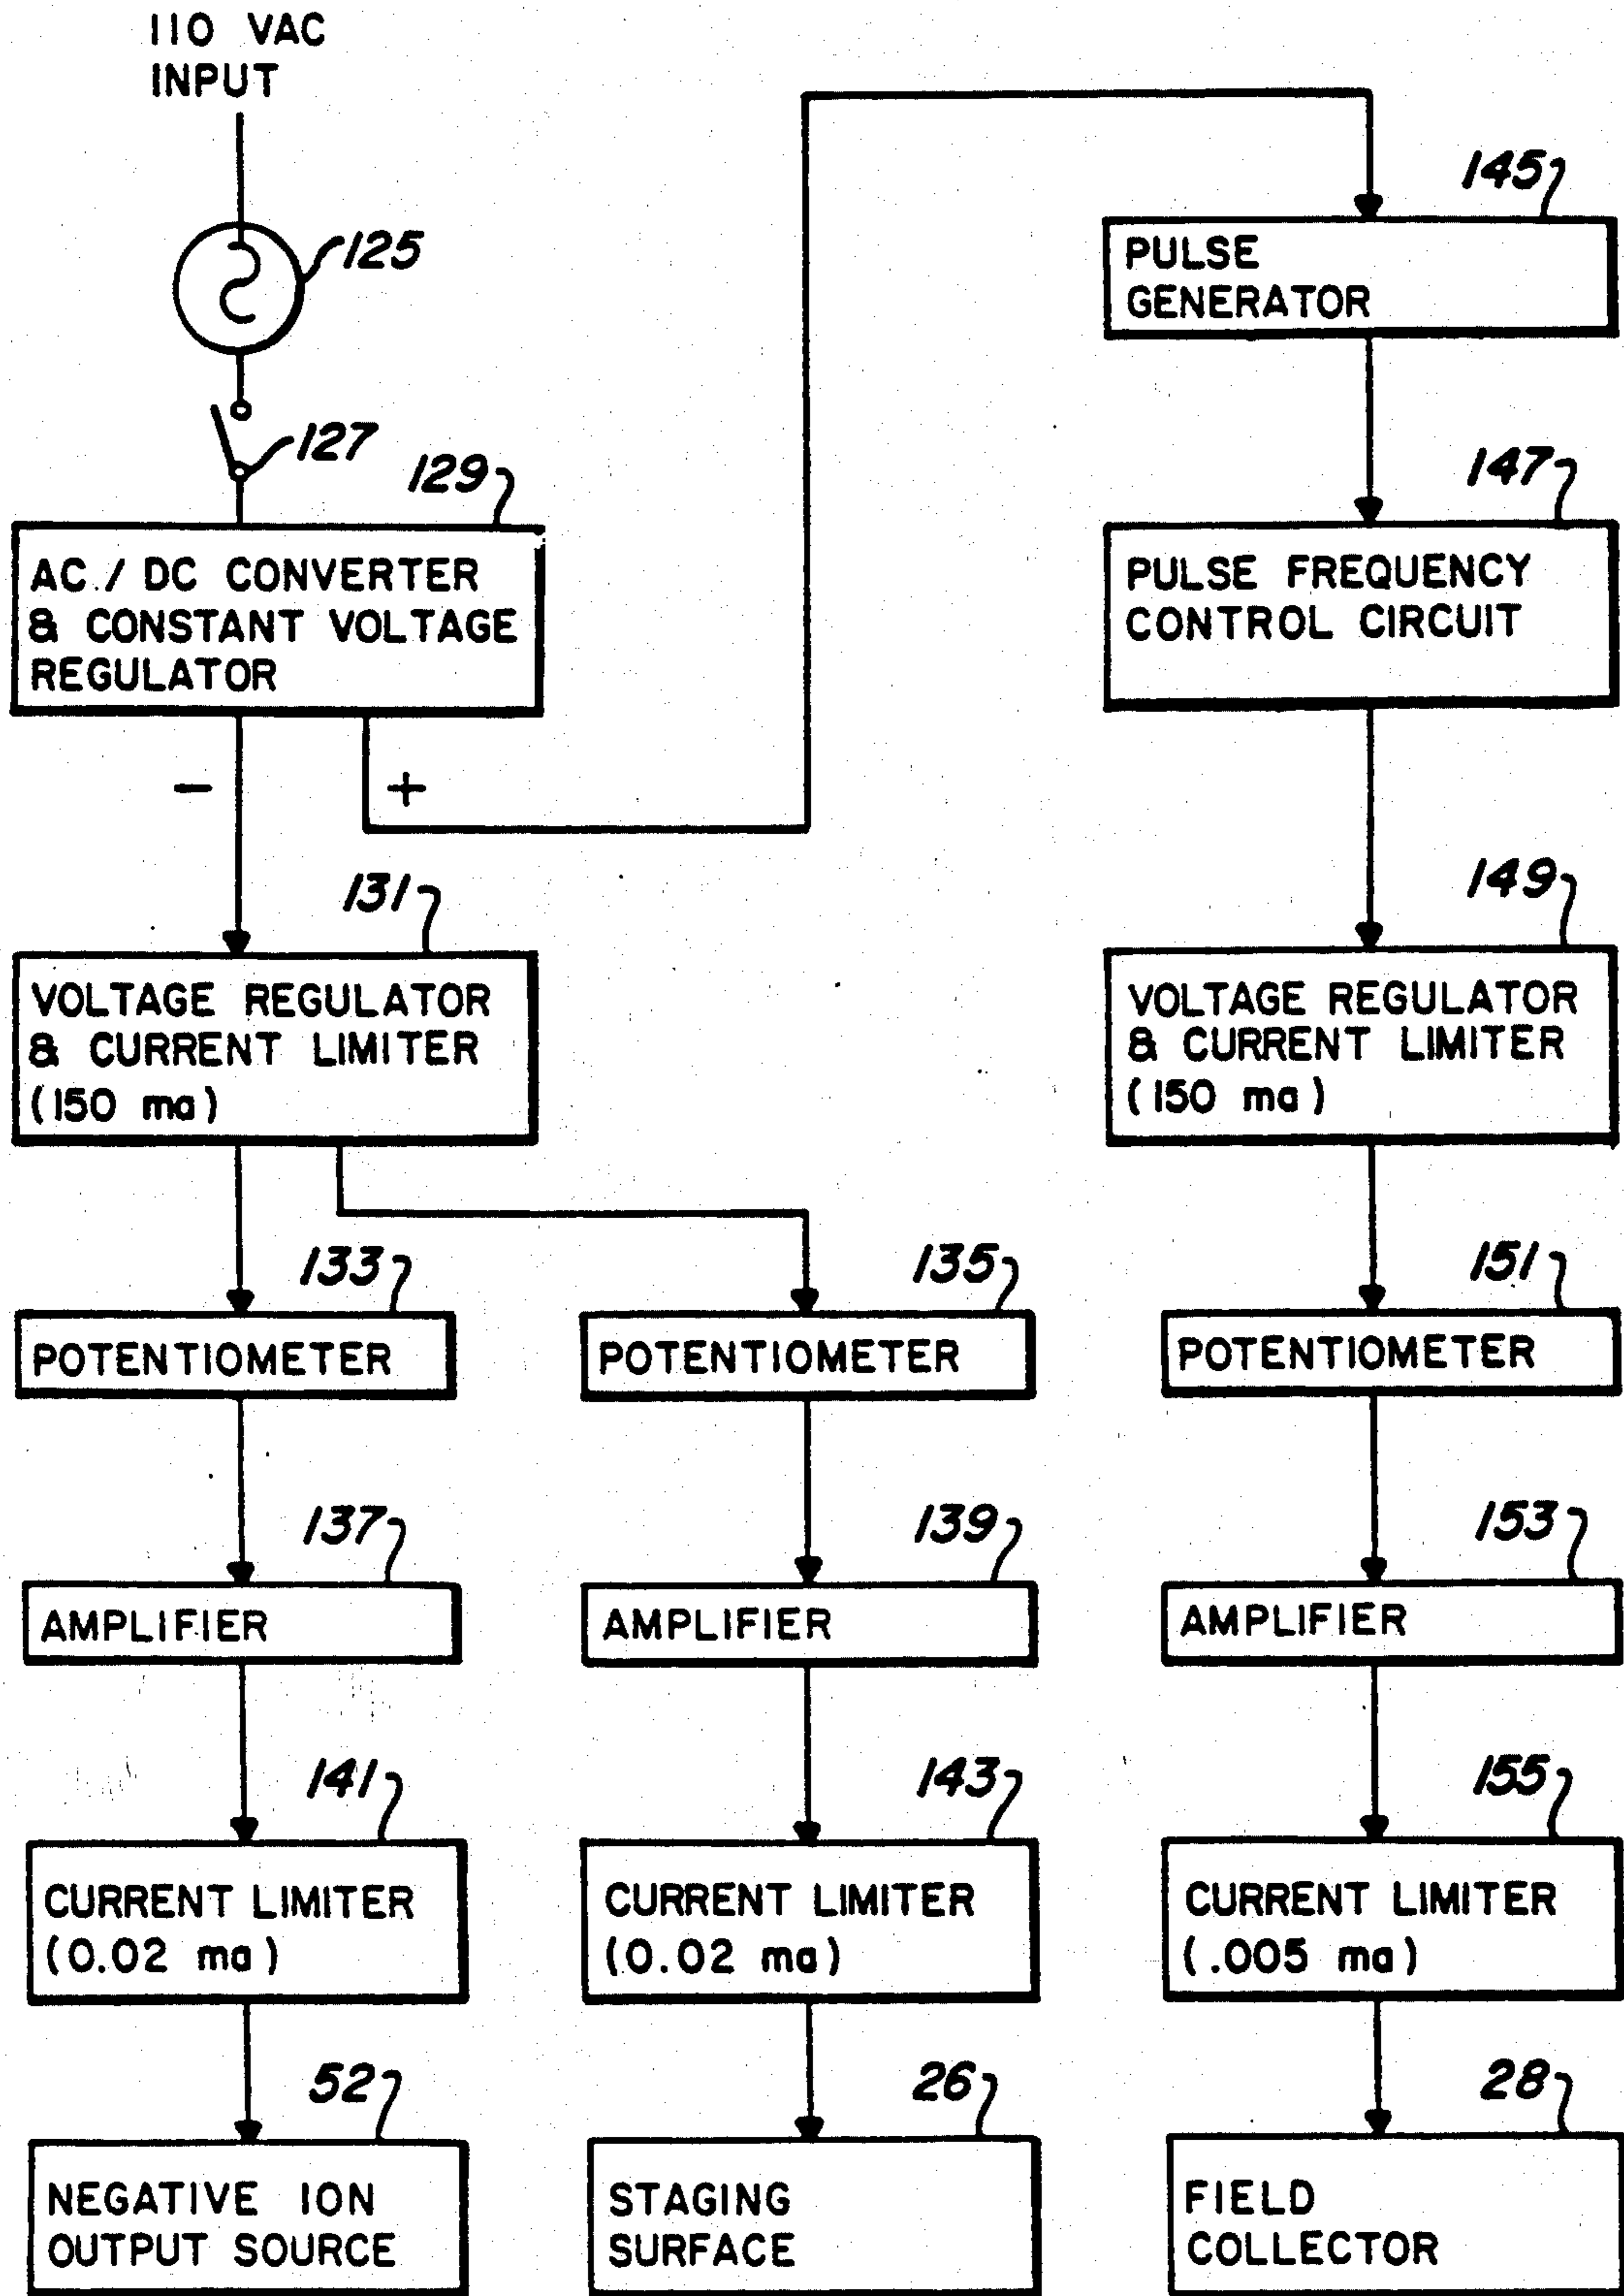 110 VAC
INPUT
125
127
129
AC / DC CONVERTER
& CONSTANT VOLTAGE
REGULATOR
-
+
145
PULSE
GENERATOR
147
PULSE FREQUENCY
CONTROL CIRCUIT
131
VOLTAGE REGULATOR
& CURRENT LIMITER
(150 ma)
149
VOLTAGE REGULATOR
& CURRENT LIMITER
(150 ma)
133
POTENTIOMETER
135
POTENTIOMETER
151
POTENTIOMETER
137
AMPLIFIER
139
AMPLIFIER
153
AMPLIFIER
141
CURRENT LIMITER
(0.02 ma)
143
CURRENT LIMITER
(0.02 ma)
155
CURRENT LIMITER
(.005 ma)
52
NEGATIVE ION
OUTPUT SOURCE
26
STAGING
SURFACE
28
FIELD
COLLECTOR